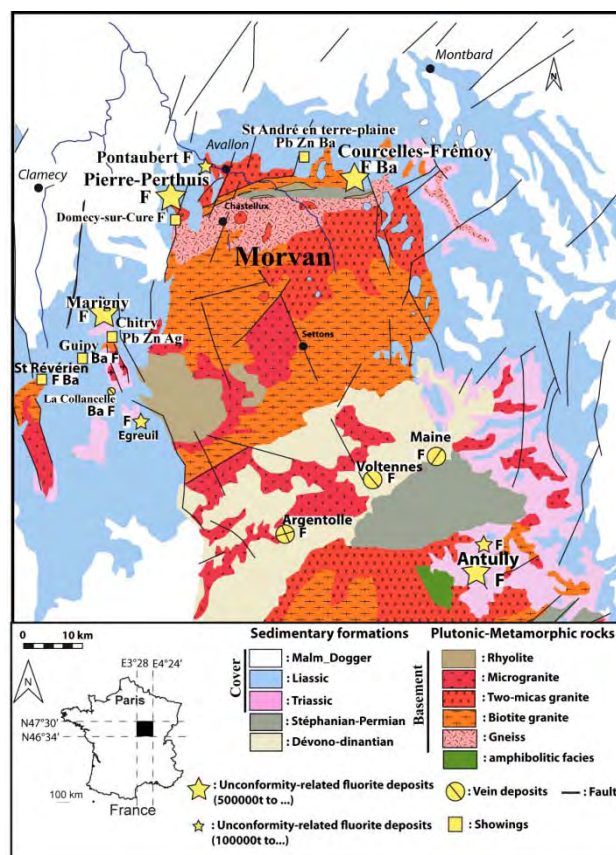 Montbard
N
St André en terre-plaine
Pb Zn Ba
Avallon
Pontaubert F
Courcelles-Frémoy
F Ba
Clamecy
Pierre-Perthuis
F
Chastellux
Domecy-sur-Cure F
Morvan
Marigny
F
Chitry
Pb Zn Ag
Guipy
Ba F
Settons
St Révérien
F Ba
La Collancelle
Ba F
F
Egreuil
Maine
F
Voltennes
F
Argentolle
F
F
Antully
F
0 10 km
N
E3°28 E4°24'
Paris
N47°30'
N46°34'
100 km
France
Sedimentary formations
Cover
: Malm_Dogger
: Liassic
: Triassic
: Stéphanian-Permian
: Dévono-dinantian
Plutonic-Metamorphic rocks
Basement
: Rhyolite
: Microgranite
: Two-micas granite
: Biotite granite
: Gneiss
: amphibolitic facies
: Unconformity-related fluorite deposits
(500000t to ...)
: Vein deposits
: Fault
: Unconformity-related fluorite deposits
(100000t to...)
: Showings